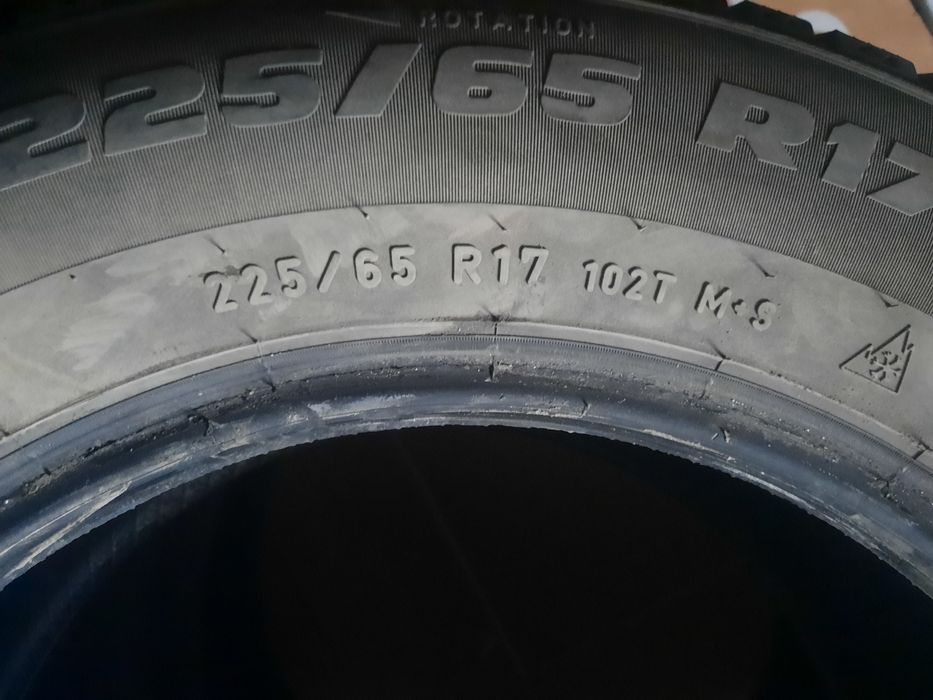 ROTATION
225/65 R17
225/65 R17 102T M+S